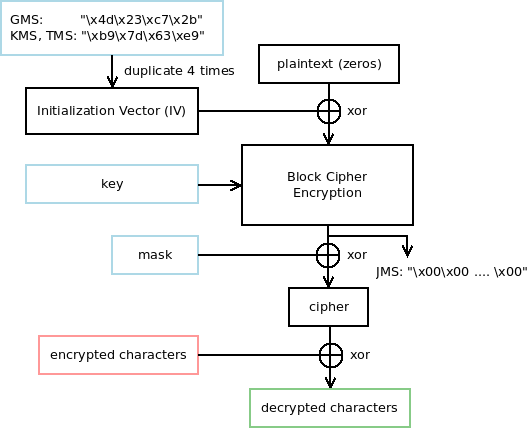 GMS: "\x4d\x23\xc7\x2b"
KMS, TMS: "\xb9\x7d\x63\xe9"
duplicate 4 times
plaintext (zeros)
Initialization Vector (IV)
xor
key
Block Cipher
Encryption
mask
xor
JMS: "\x00\x00 .... \x00"
cipher
encrypted characters
xor
decrypted characters